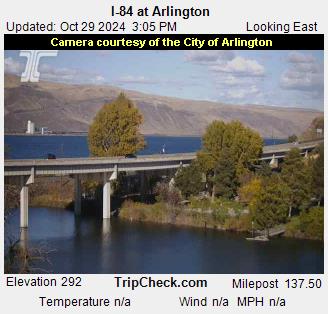 I-84 at Arlington
Updated: Oct 29 2024 3:05 PM Looking East
Camera courtesy of the City of Arlington
Elevation 292 TripCheck.com Milepost 137.50
Temperature n/a Wind n/a MPH n/a